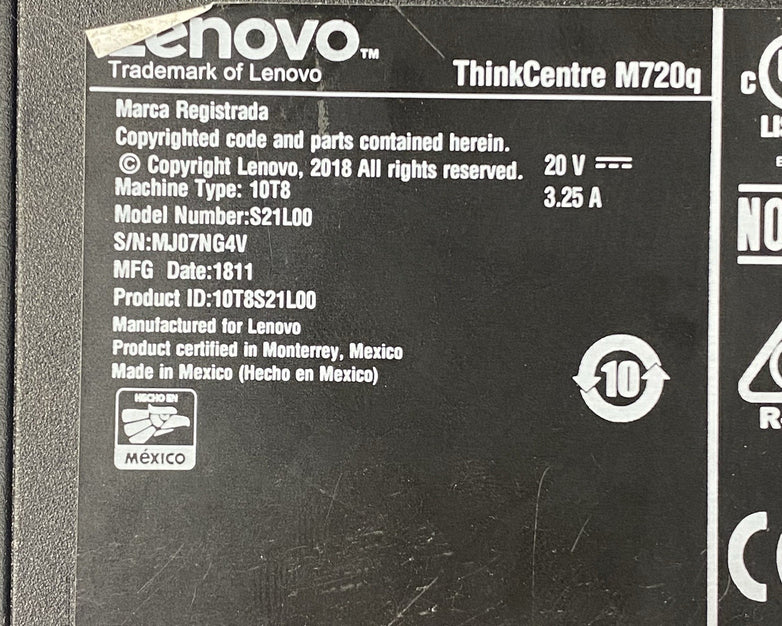 Lenovo™
Trademark of Lenovo
ThinkCentre M720q
Marca Registrada
Copyrighted code and parts contained herein.
© Copyright Lenovo, 2018 All rights reserved.
20 V
3.25 A
Machine Type: 10T8
Model Number:S21L00
S/N:MJ07NG4V
MFG Date:1811
Product ID:10T8S21L00
Manufactured for Lenovo
Product certified in Monterrey, Mexico
Made in Mexico (Hecho en Mexico)
10
HECHO EN
MéXICO
C